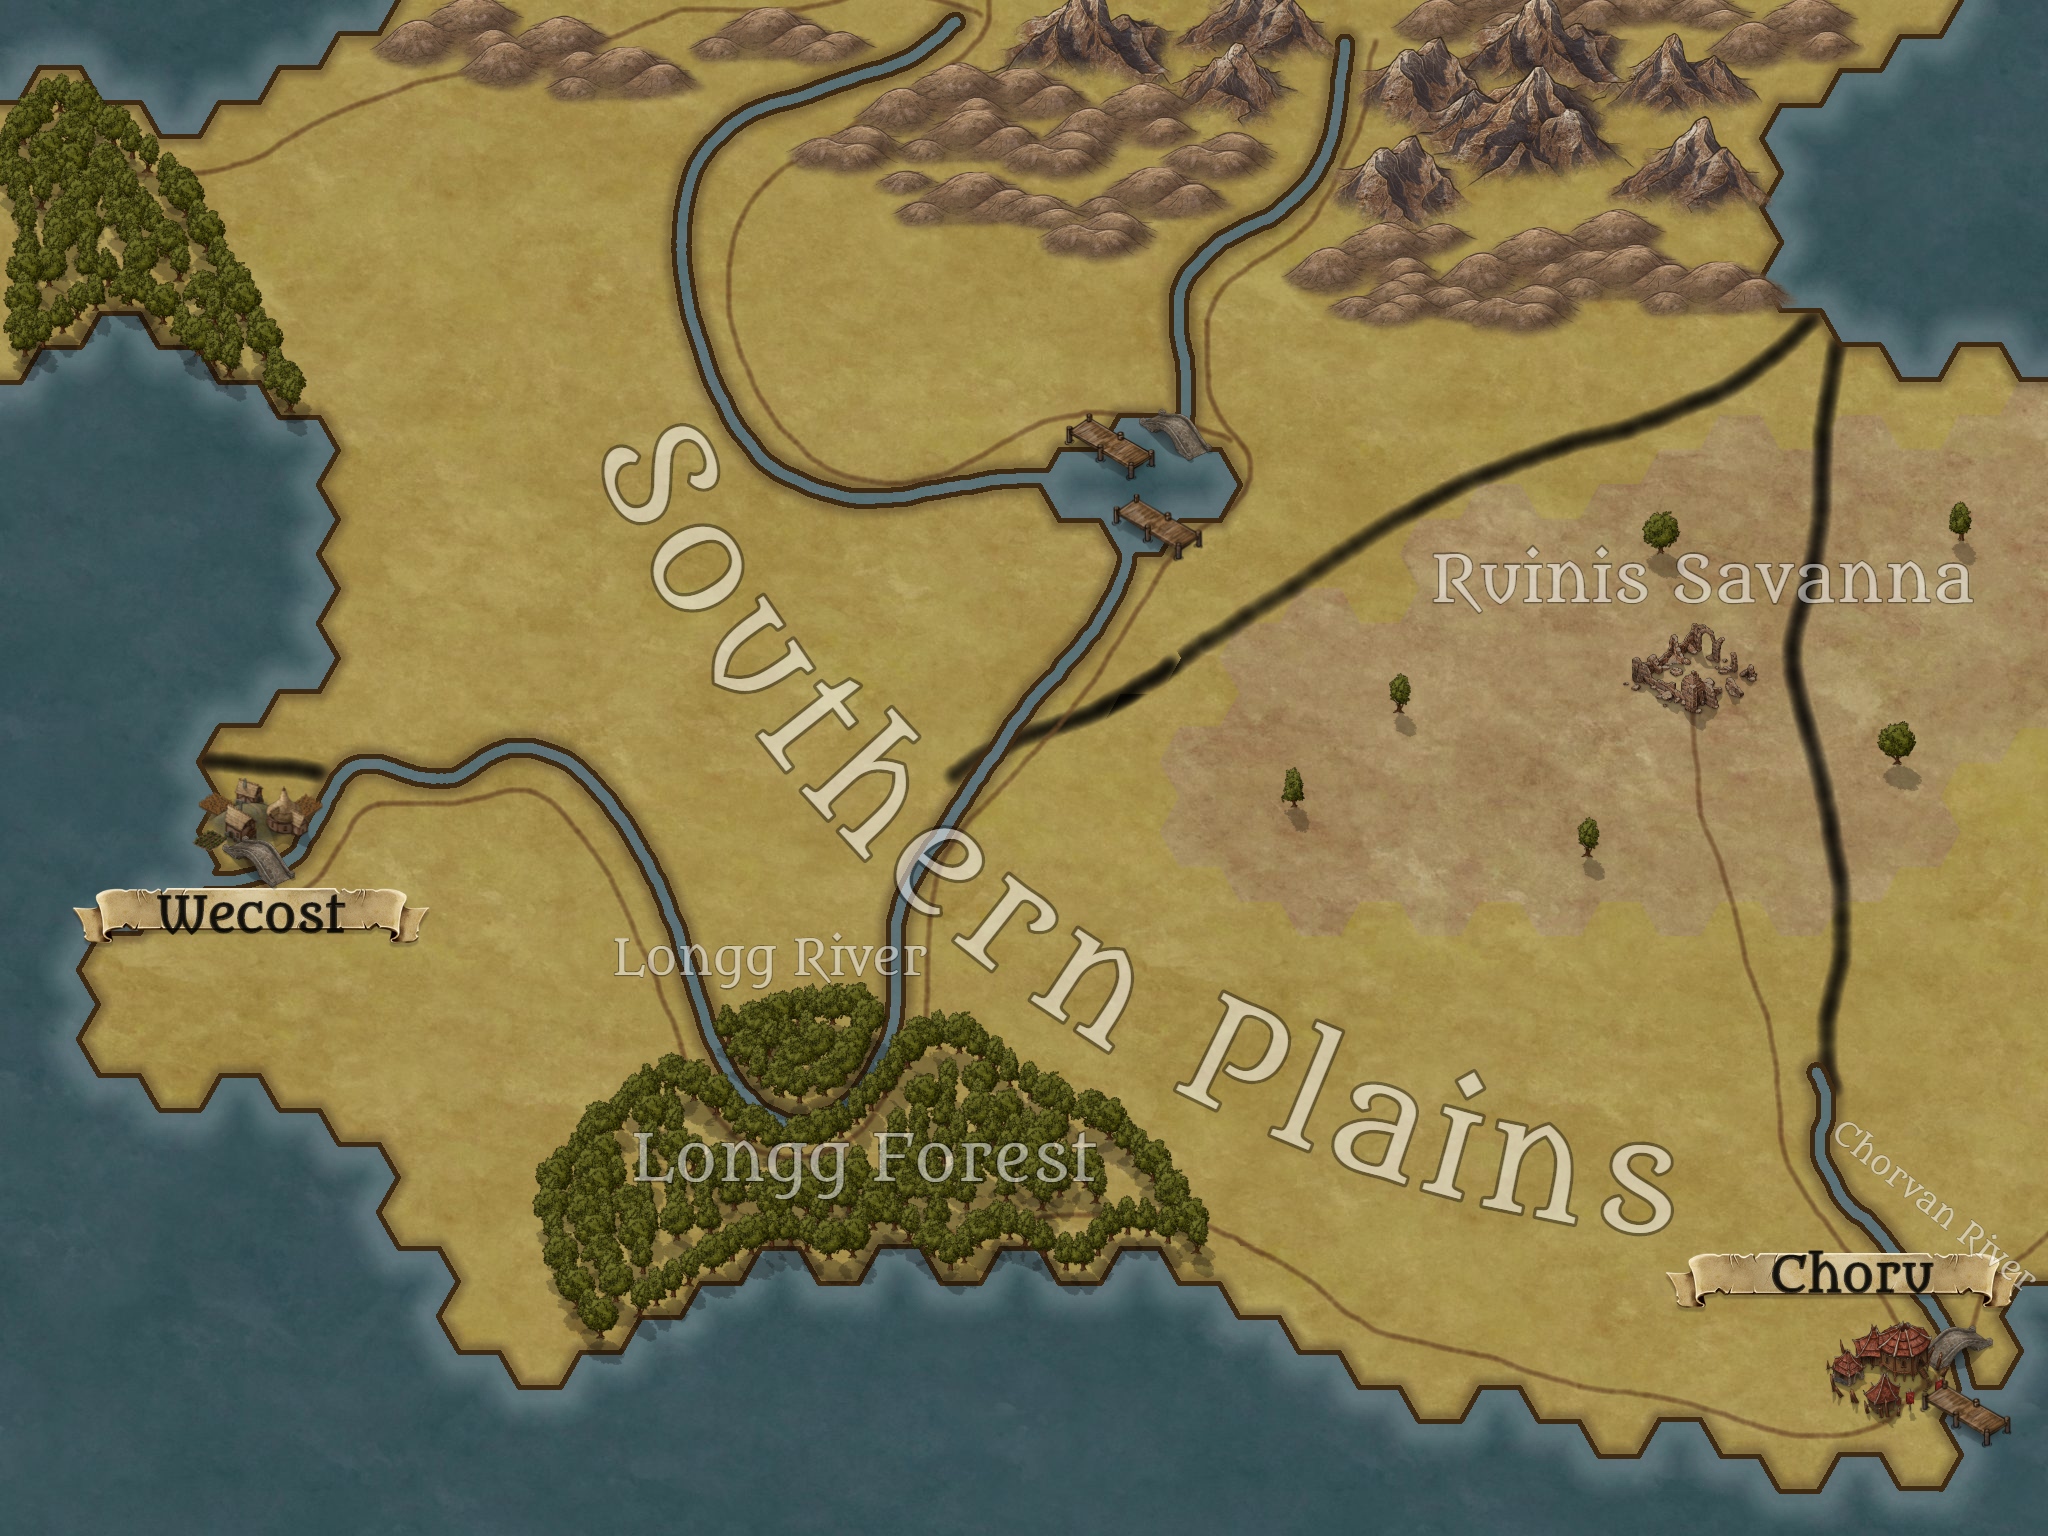 Southern Plains
Ruinis Savanna
Wecost
Longg River
Longg Forest
Chorvan River
Choru